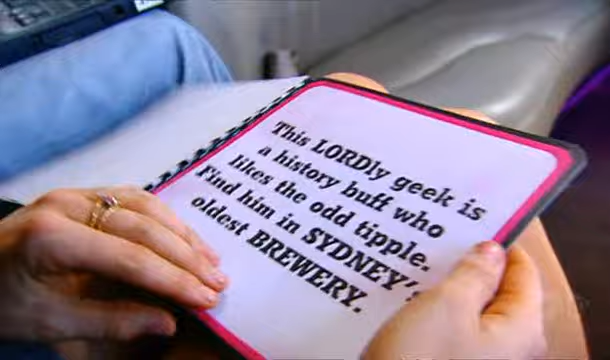 This LORDly geek is
a history buff who
likes the odd tipple.
Find him in SYDNEY'
oldest BREWERY.